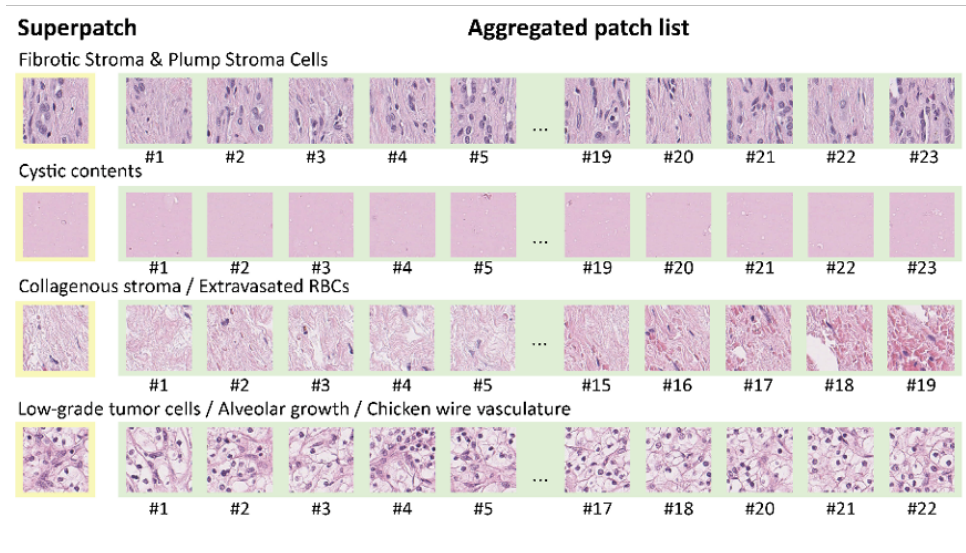 Superpatch Aggregated patch list
Fibrotic Stroma & Plump Stroma Cells
...
#1 #2 #3 #4 #5 #19 #20 #21 #22 #23
Cystic contents
...
#1 #2 #3 #4 #5 #19 #20 #21 #22 #23
Collagenous stroma / Extravasated RBCs
...
#1 #2 #3 #4 #5 #15 #16 #17 #18 #19
Low-grade tumor cells / Alveolar growth / Chicken wire vasculature
...
#1 #2 #3 #4 #5 #17 #18 #20 #21 #22